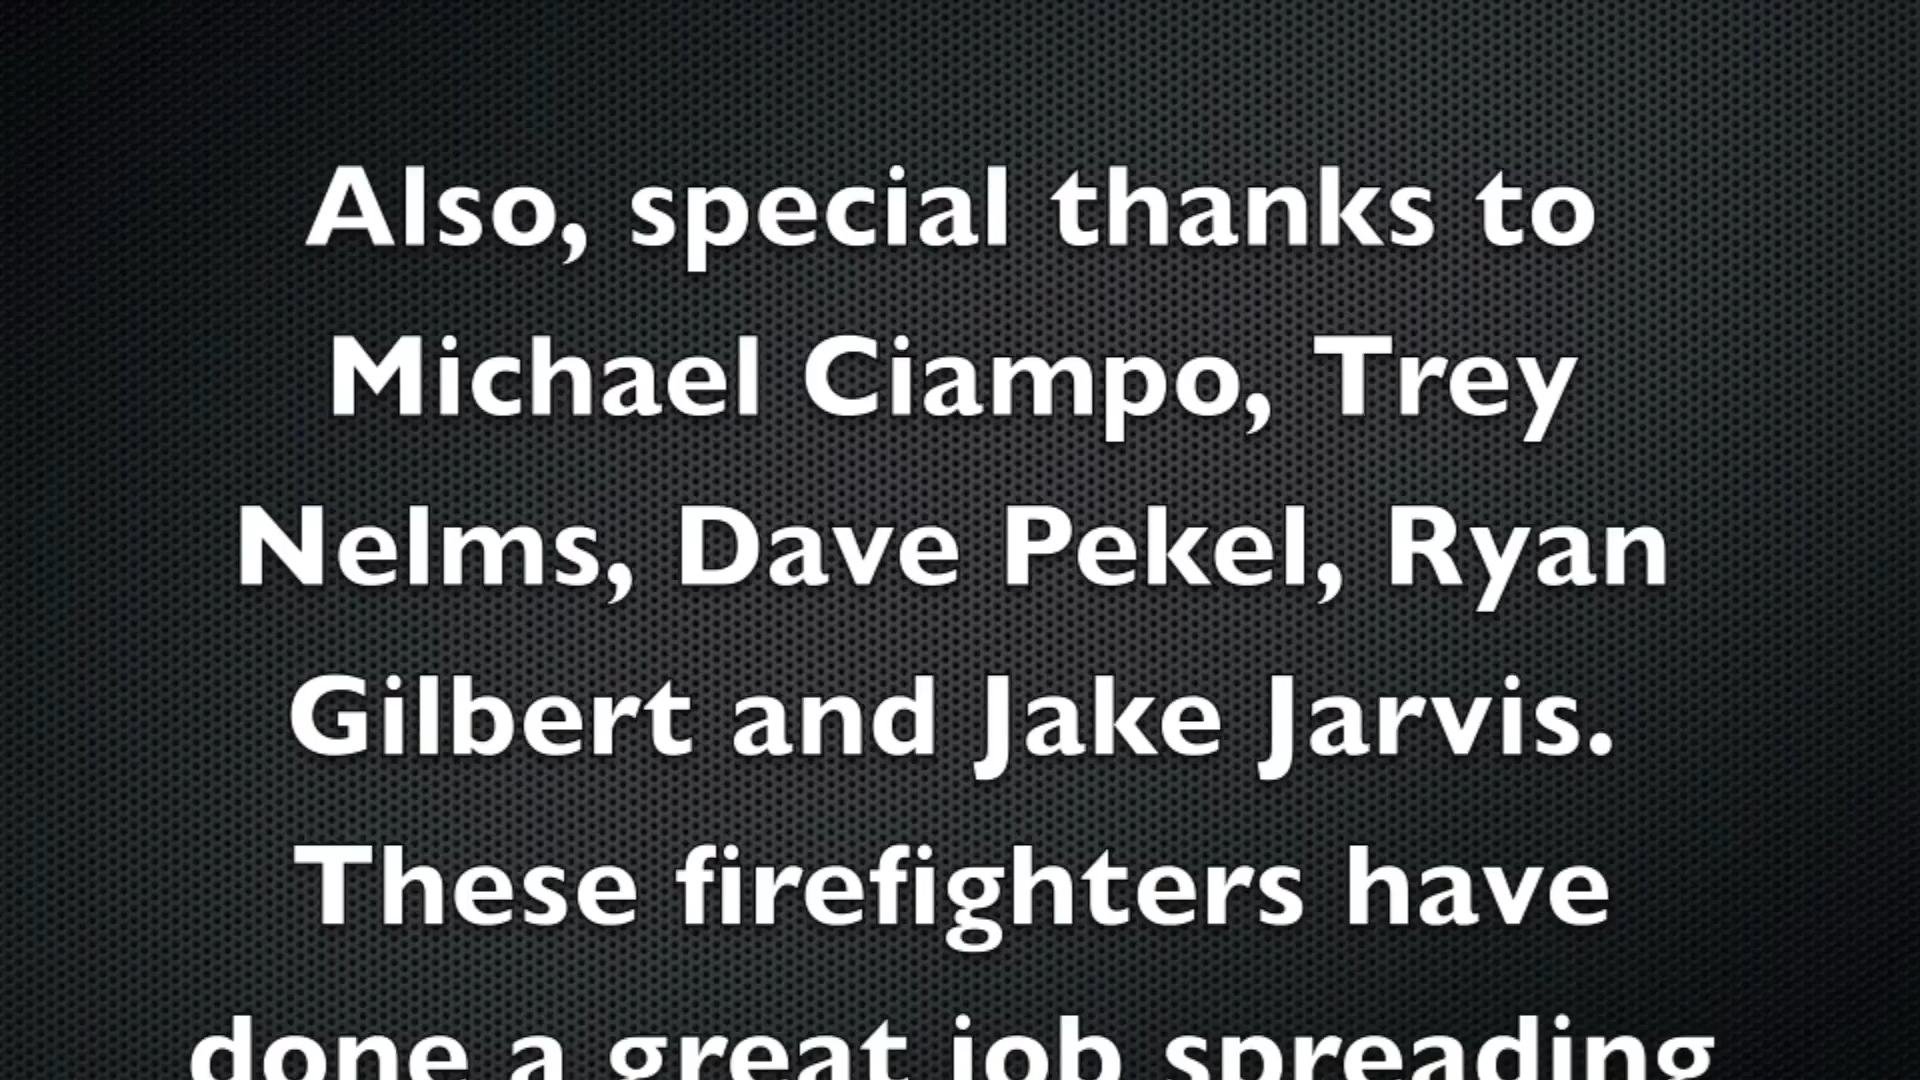 Also, special thanks to
Michael Ciampo, Trey
Nelms, Dave Pekel, Ryan
Gilbert and Jake Jarvis.
These firefighters have
done a great job spreading